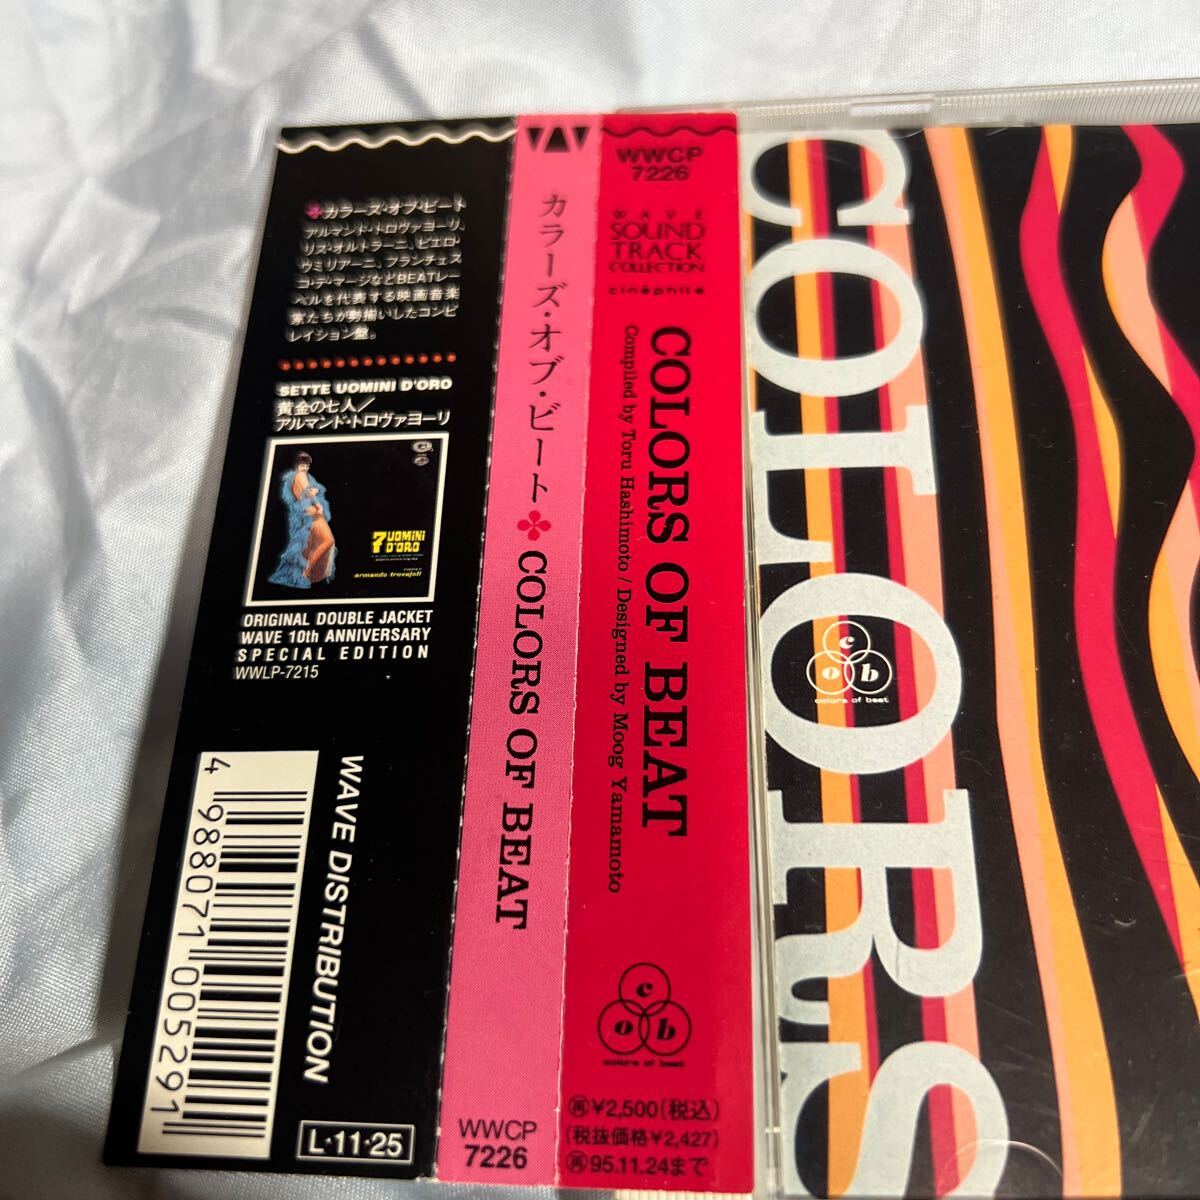 カラーズ・オブ・ビート
アルマンド・トロヴァヨーリ、
リズ・オルトラーニ、ピエロ・
ウミリアーニ、フランチェス
コ・デ・マージなどBEATレー
ベルを代表する映画音楽
家たちが勢揃いしたコンピ
レイション盤。
SETTE UOMINI D'ORO
黄金の七人／
アルマンド・トロヴァヨーリ
7 UOMINI
D'ORO
armando trovajoli
ORIGINAL DOUBLE JACKET
WAVE 10th ANNIVERSARY
SPECIAL EDITION
WWLP-7215
4 988071 005291
WAVE DISTRIBUTION
L・11・25
カラーズ・オブ・ビート COLORS OF BEAT
WWCP
7226
WWCP
7226
WAVE
SOUND
TRACK
COLLECTION
cinéphile
COLORS OF BEAT
Compiled by Toru Hashimoto / Designed by Moog Yamamoto
c
o b
colors of beat
再¥2,500(税込)
(税抜価格¥2,427)
再95.11.24まで
COLORS
c
o b
colors of beat